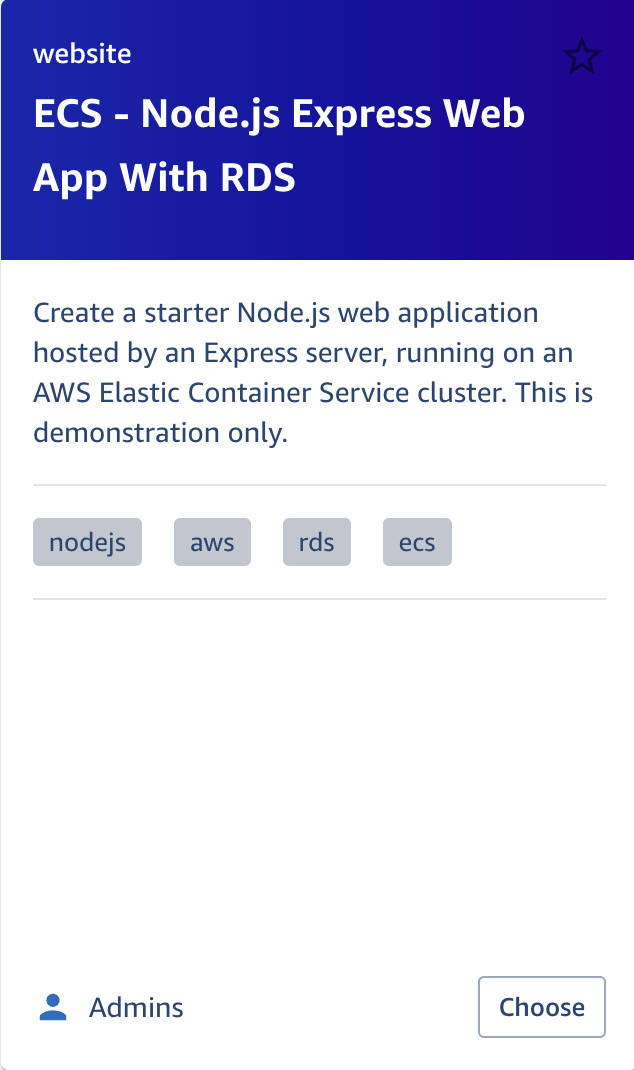 website
ECS - Node.js Express Web
App With RDS
Create a starter Node.js web application
hosted by an Express server, running on an
AWS Elastic Container Service cluster. This is
demonstration only.
nodejs aws rds ecs
Admins Choose